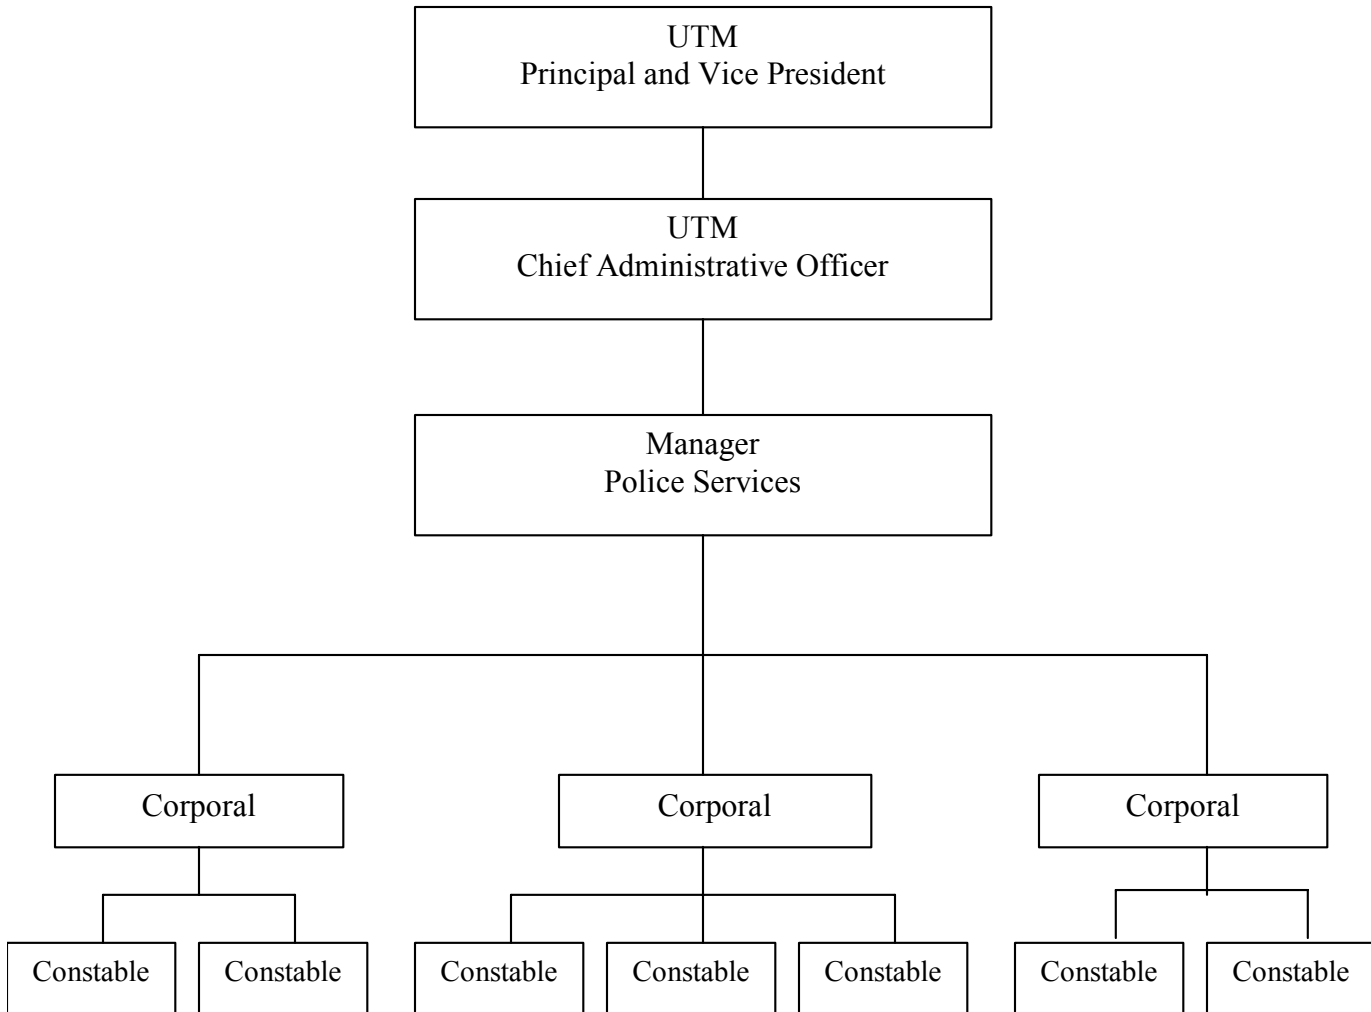 UTM
Principal and Vice President
UTM
Chief Administrative Officer
Manager
Police Services
Corporal
Corporal
Corporal
Constable
Constable
Constable
Constable
Constable
Constable
Constable